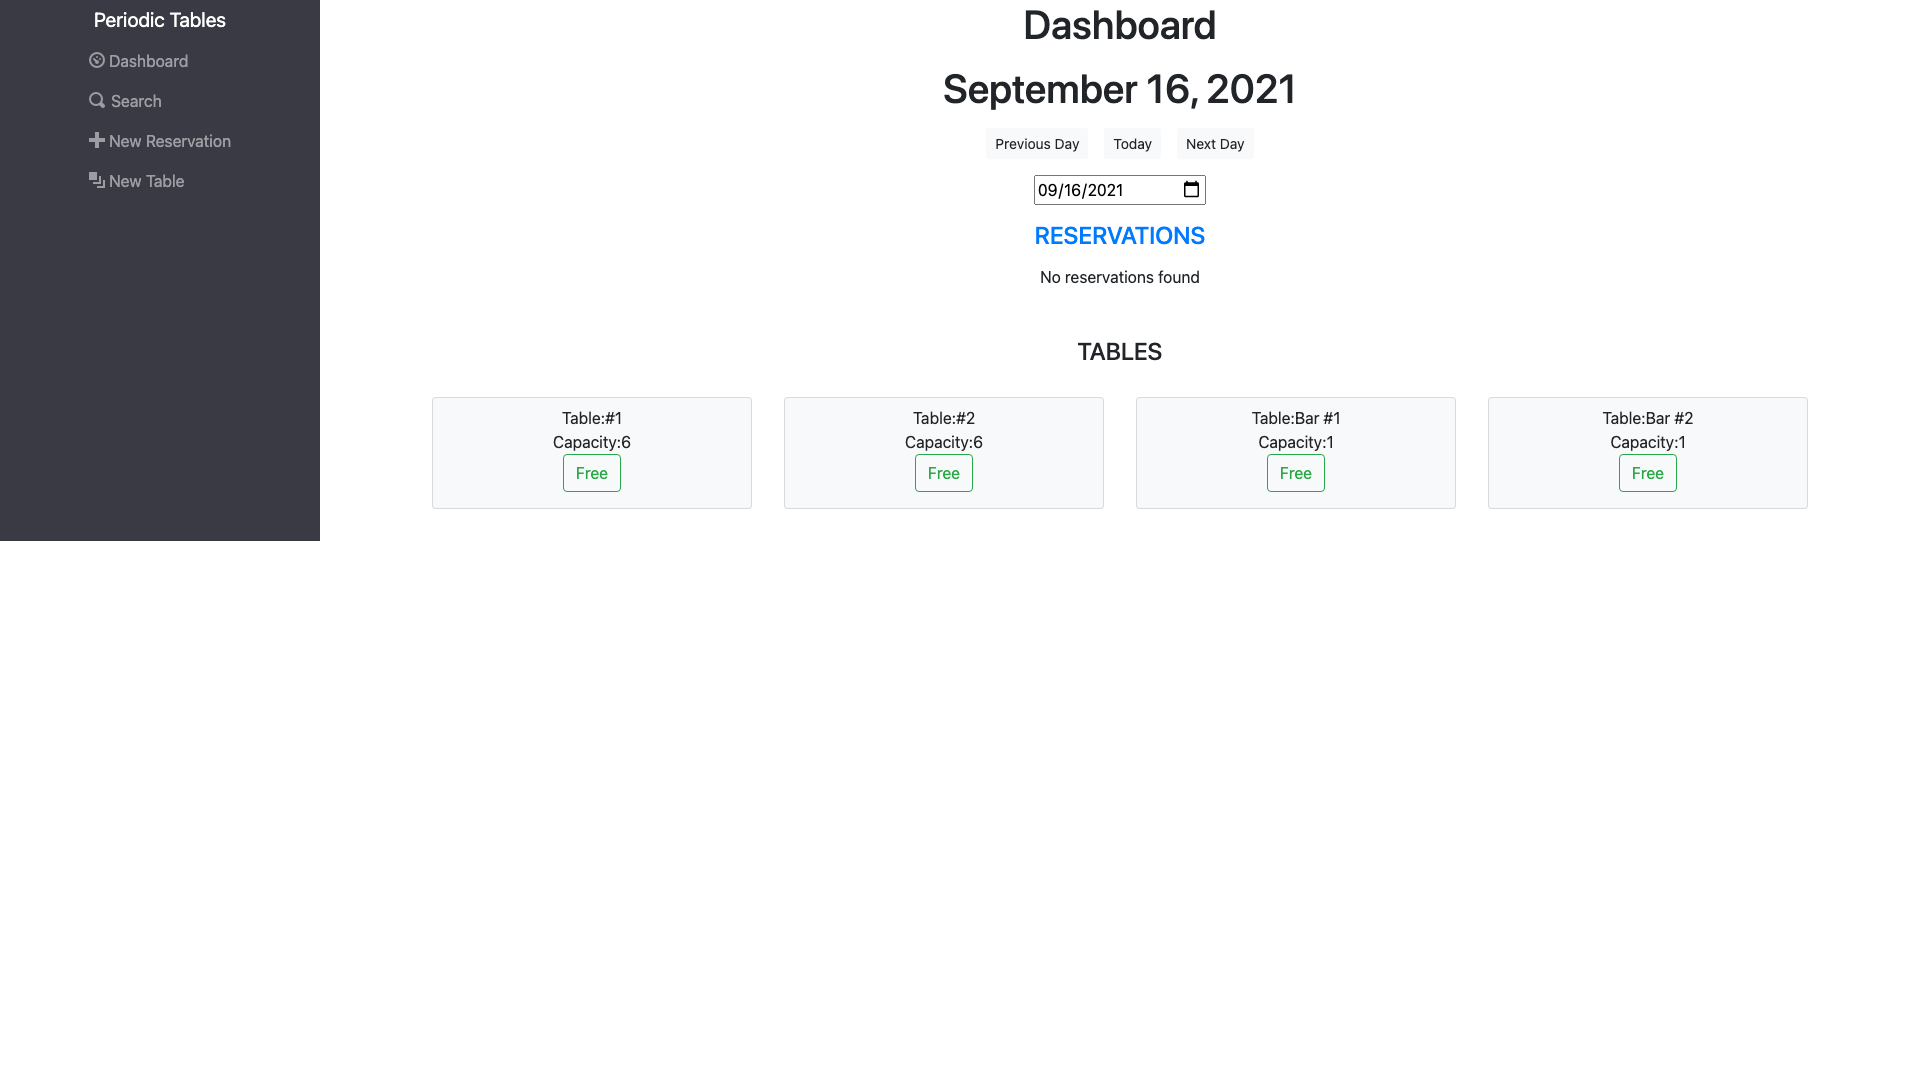 Periodic Tables
Dashboard
Search
New Reservation
New Table
Dashboard
September 16, 2021
Previous Day Today Next Day
09/16/2021
RESERVATIONS
No reservations found
TABLES
Table:#1
Capacity:6
Free
Table:#2
Capacity:6
Free
Table:Bar #1
Capacity:1
Free
Table:Bar #2
Capacity:1
Free